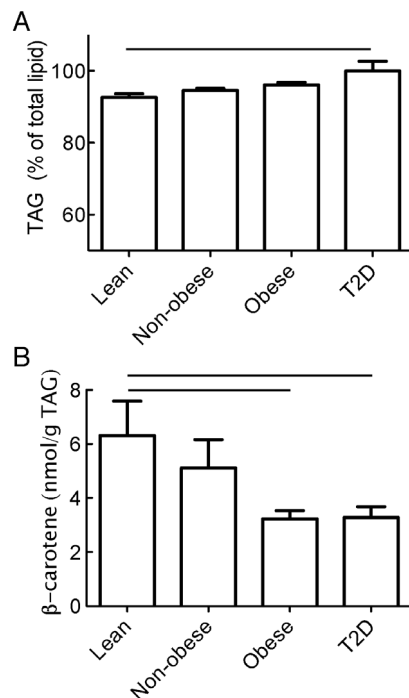 A
TAG (% of total lipid)
100
80
60
Lean
Non-obese
Obese
T2D
B
β-carotene (nmol/g TAG)
8
6
4
2
0
Lean
Non-obese
Obese
T2D